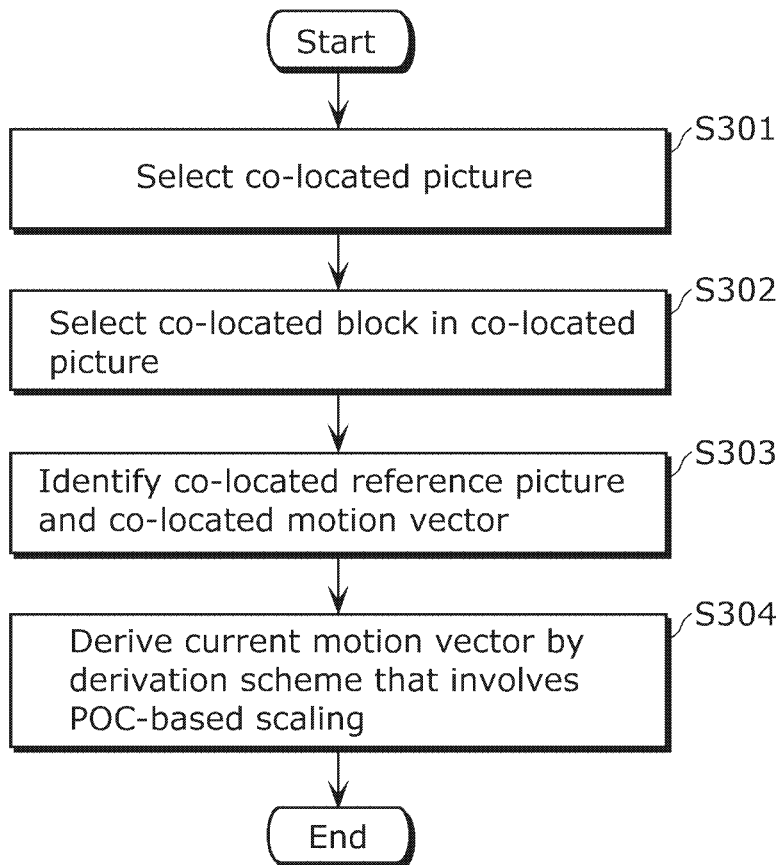 Start
S301
Select co-located picture
S302
Select co-located block in co-located
picture
S303
Identify co-located reference picture
and co-located motion vector
S304
Derive current motion vector by
derivation scheme that involves
POC-based scaling
End